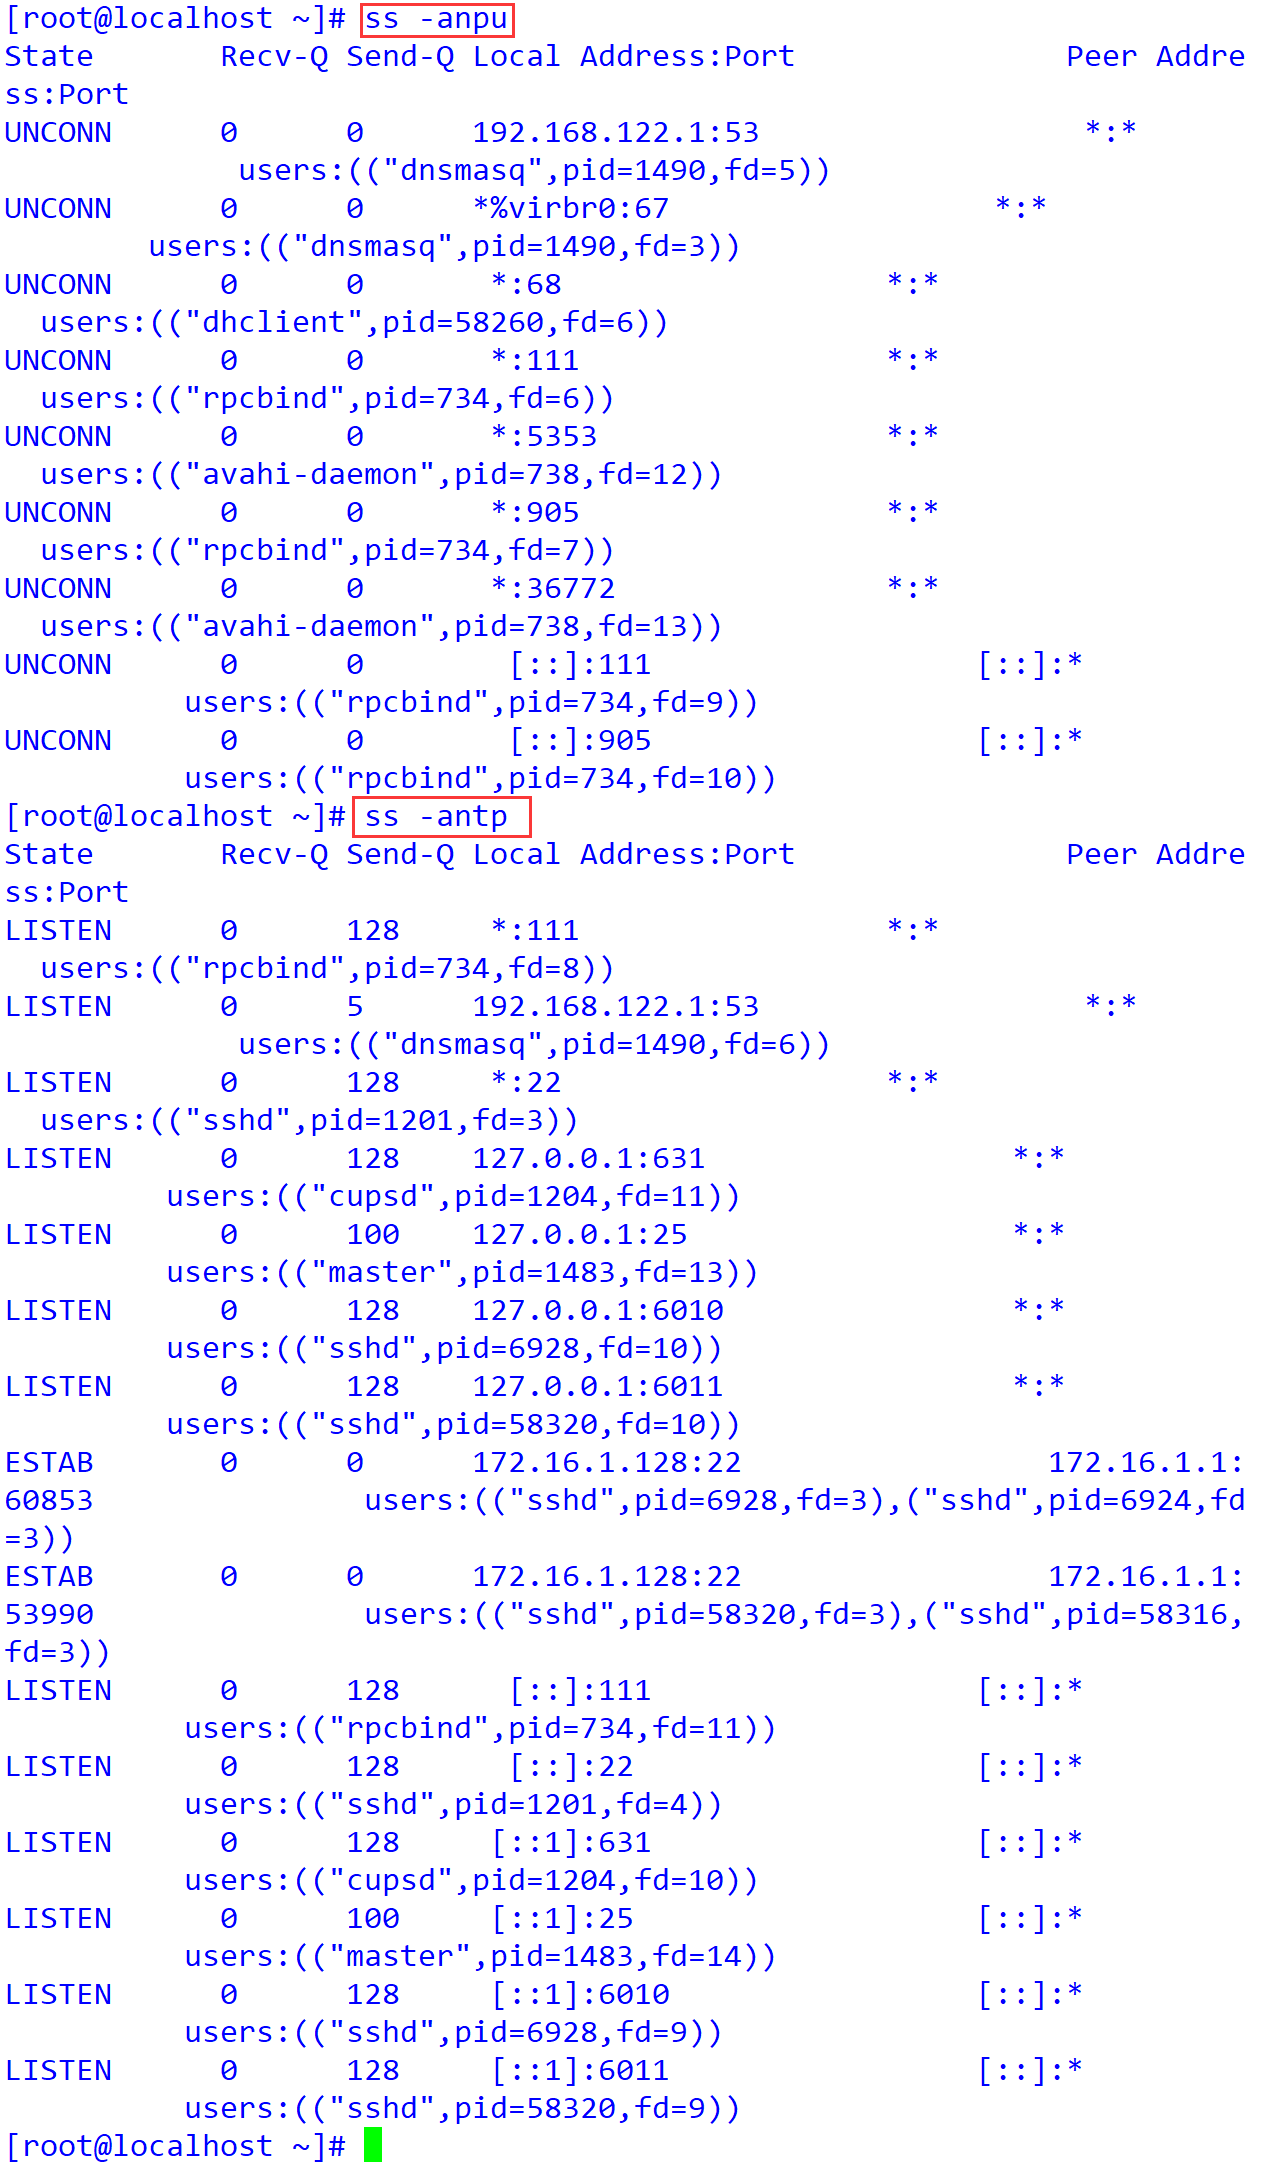 [root@localhost ~]# ss -anpu
State       Recv-Q Send-Q Local Address:Port               Peer Addre
ss:Port
UNCONN      0      0      192.168.122.1:53                  *:*
             users:(("dnsmasq",pid=1490,fd=5))
UNCONN      0      0      *%virbr0:67                  *:*
        users:(("dnsmasq",pid=1490,fd=3))
UNCONN      0      0       *:68                  *:*
  users:(("dhclient",pid=58260,fd=6))
UNCONN      0      0       *:111                 *:*
  users:(("rpcbind",pid=734,fd=6))
UNCONN      0      0       *:5353                *:*
  users:(("avahi-daemon",pid=738,fd=12))
UNCONN      0      0       *:905                 *:*
  users:(("rpcbind",pid=734,fd=7))
UNCONN      0      0       *:36772               *:*
  users:(("avahi-daemon",pid=738,fd=13))
UNCONN      0      0        [::]:111                  [::]:*
          users:(("rpcbind",pid=734,fd=9))
UNCONN      0      0        [::]:905                  [::]:*
          users:(("rpcbind",pid=734,fd=10))
[root@localhost ~]# ss -antp
State       Recv-Q Send-Q Local Address:Port               Peer Addre
ss:Port
LISTEN      0      128     *:111                 *:*
  users:(("rpcbind",pid=734,fd=8))
LISTEN      0      5      192.168.122.1:53                  *:*
             users:(("dnsmasq",pid=1490,fd=6))
LISTEN      0      128     *:22                  *:*
  users:(("sshd",pid=1201,fd=3))
LISTEN      0      128    127.0.0.1:631                 *:*
         users:(("cupsd",pid=1204,fd=11))
LISTEN      0      100    127.0.0.1:25                  *:*
         users:(("master",pid=1483,fd=13))
LISTEN      0      128    127.0.0.1:6010                *:*
         users:(("sshd",pid=6928,fd=10))
LISTEN      0      128    127.0.0.1:6011                *:*
         users:(("sshd",pid=58320,fd=10))
ESTAB       0      0      172.16.1.128:22                 172.16.1.1:
60853               users:(("sshd",pid=6928,fd=3),("sshd",pid=6924,fd
=3))
ESTAB       0      0      172.16.1.128:22                 172.16.1.1:
53990               users:(("sshd",pid=58320,fd=3),("sshd",pid=58316,
fd=3))
LISTEN      0      128      [::]:111                  [::]:*
          users:(("rpcbind",pid=734,fd=11))
LISTEN      0      128      [::]:22                   [::]:*
          users:(("sshd",pid=1201,fd=4))
LISTEN      0      128     [::1]:631                  [::]:*
          users:(("cupsd",pid=1204,fd=10))
LISTEN      0      100     [::1]:25                   [::]:*
          users:(("master",pid=1483,fd=14))
LISTEN      0      128     [::1]:6010                 [::]:*
          users:(("sshd",pid=6928,fd=9))
LISTEN      0      128     [::1]:6011                 [::]:*
          users:(("sshd",pid=58320,fd=9))
[root@localhost ~]#